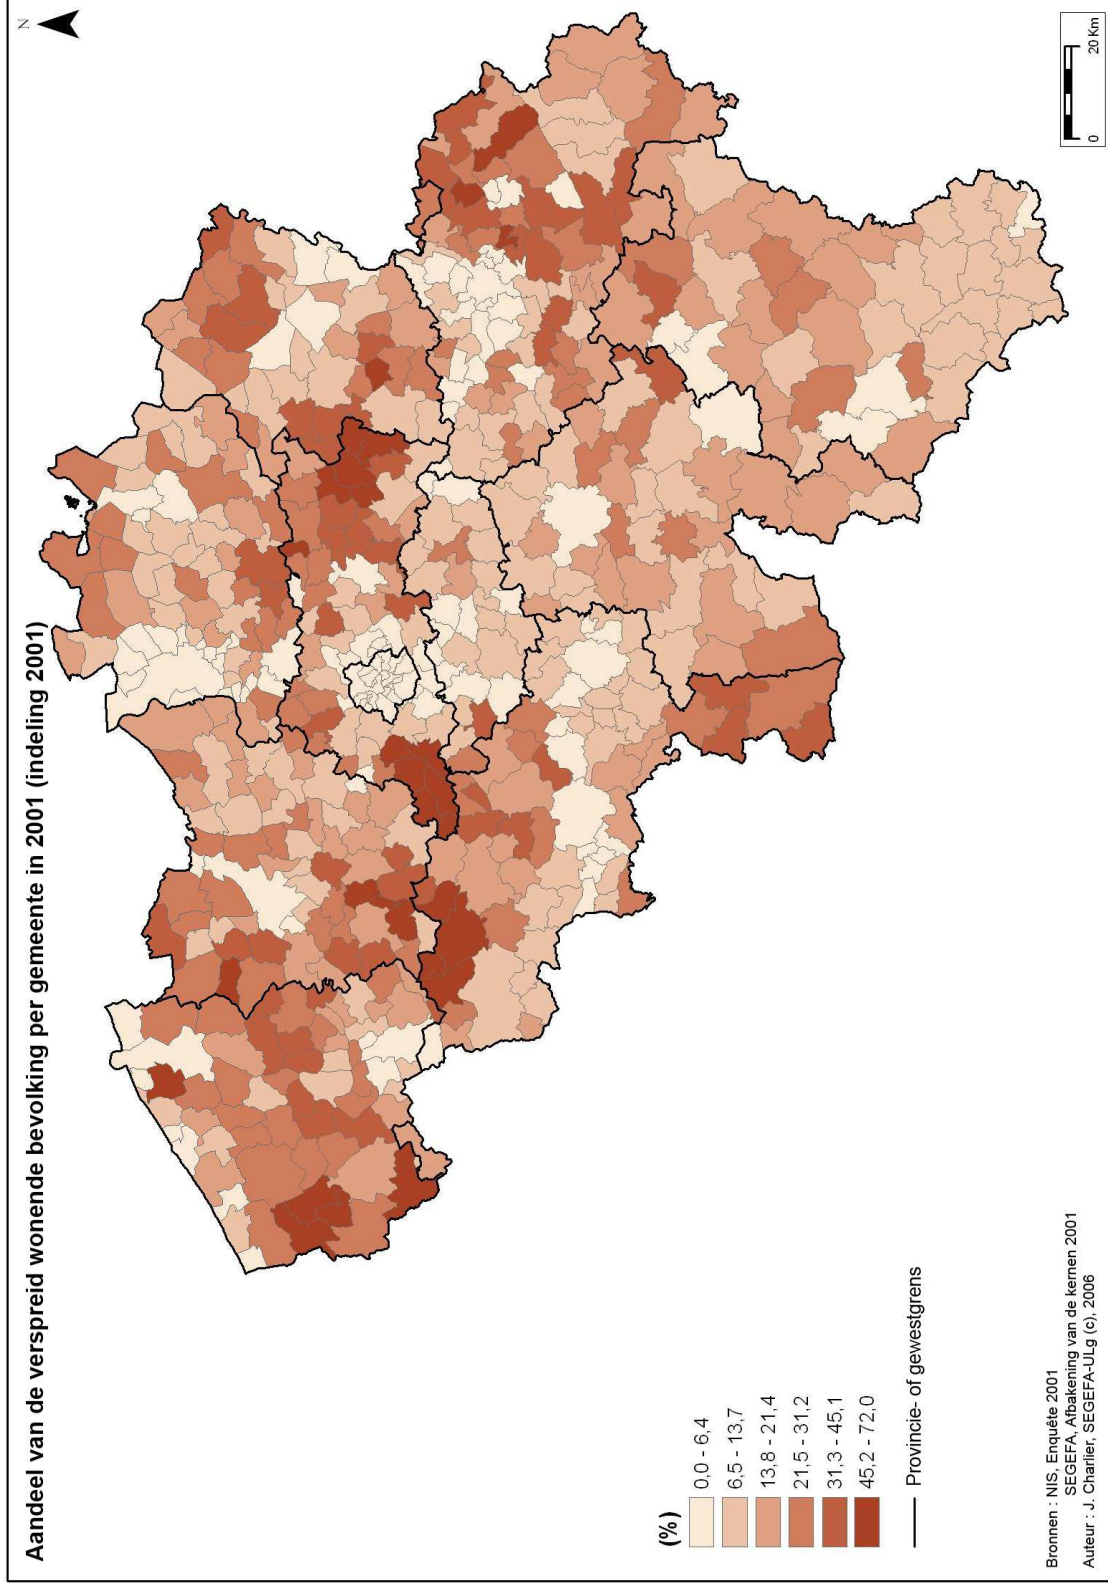 Aandeel van de verspreid wonende bevolking per gemeente in 2001 (indeling 2001)
N
(%)
0,0 - 6,4
6,5 - 13,7
13,8 - 21,4
21,5 - 31,2
31,3 - 45,1
45,2 - 72,0
Provincie- of gewestgrens
Bronnen : NIS, Enquête 2001
SEGEFA, Afbakening van de kernen 2001
Auteur : J. Charlier, SEGEFA-ULg (c), 2006
0 20 Km